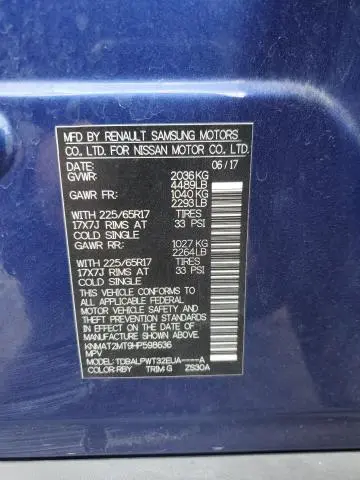 MFD BY RENAULT SAMSUNG MOTORS
CO., LTD. FOR NISSAN MOTOR CO., LTD.
DATE: 06/17
GVWR: 2036KG
4489LB
GAWR FR: 1040KG
2293LB
WITH 225/65R17 TIRES
17X7J RIMS AT 33 PSI
COLD SINGLE
GAWR RR: 1027KG
2264LB
WITH 225/65R17 TIRES
17X7J RIMS AT 33 PSI
COLD SINGLE
THIS VEHICLE CONFORMS TO ALL
APPLICABLE FEDERAL MOTOR
VEHICLE SAFETY AND THEFT
PREVENTION STANDARDS IN
EFFECT ON THE DATE OF
MANUFACTURE SHOWN ABOVE
KNMAT2MT9HP598636
MPV
MODEL: TDBALPWT32EUA-----A
COLOR: RBY TRIM: G ZS30A